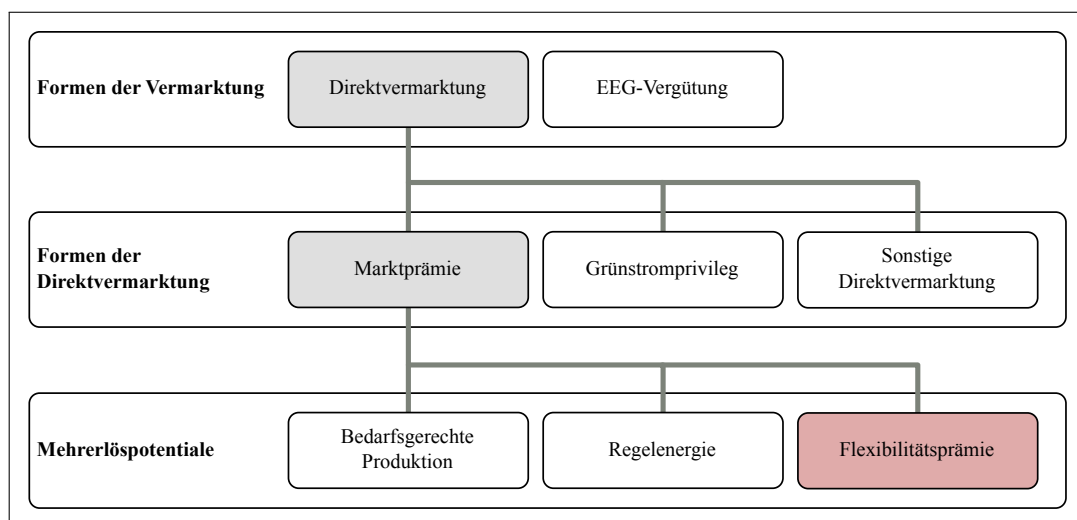 Formen der Vermarktung
Direktvermarktung
EEG-Vergütung
Formen der
Direktvermarktung
Marktprämie
Grünstromprivileg
Sonstige
Direktvermarktung
Mehrerlöspotentiale
Bedarfsgerechte
Produktion
Regelenergie
Flexibilitätsprämie